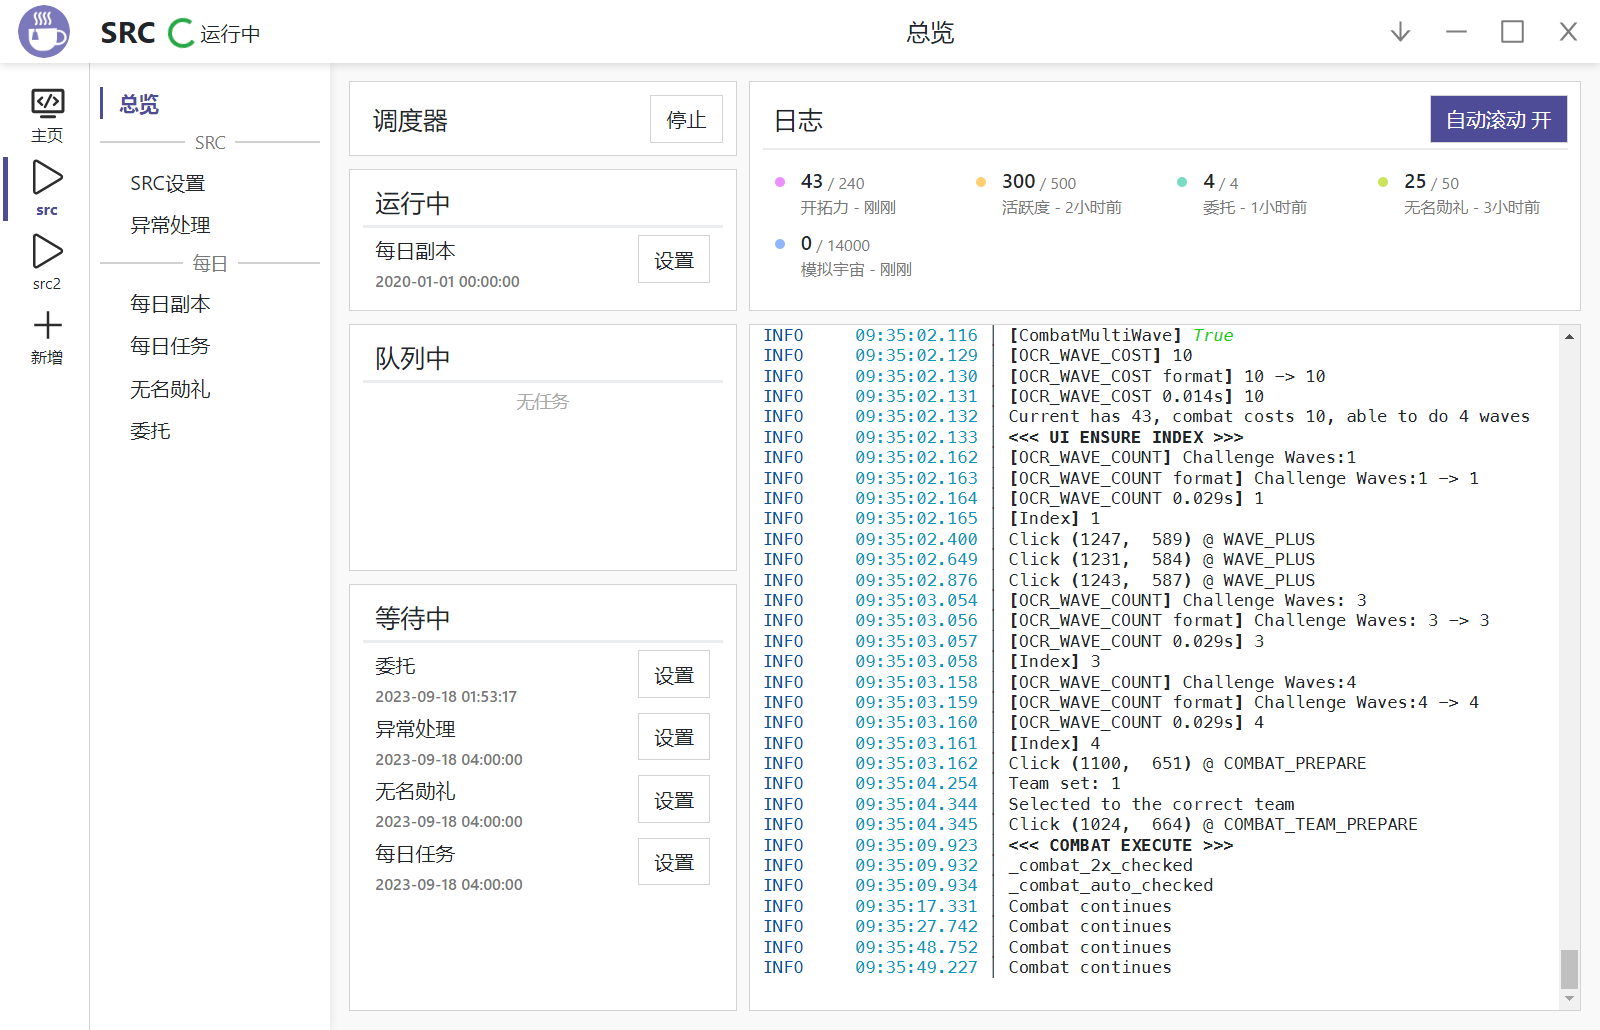 SRC 运行中
总览
主页
src
src2
新增
总览
SRC
SRC设置
异常处理
每日
每日副本
每日任务
无名勋礼
委托
调度器
停止
运行中
每日副本
2020-01-01 00:00:00
设置
队列中
无任务
等待中
委托
2023-09-18 01:53:17
设置
异常处理
2023-09-18 04:00:00
设置
无名勋礼
2023-09-18 04:00:00
设置
每日任务
2023-09-18 04:00:00
设置
日志
自动滚动 开
43 / 240
开拓力 - 刚刚
300 / 500
活跃度 - 2小时前
4 / 4
委托 - 1小时前
25 / 50
无名勋礼 - 3小时前
0 / 14000
模拟宇宙 - 刚刚
INFO 09:35:02.116 │ [CombatMultiWave] True
INFO 09:35:02.129 │ [OCR_WAVE_COST] 10
INFO 09:35:02.130 │ [OCR_WAVE_COST format] 10 -> 10
INFO 09:35:02.131 │ [OCR_WAVE_COST 0.014s] 10
INFO 09:35:02.132 │ Current has 43, combat costs 10, able to do 4 waves
INFO 09:35:02.133 │ <<< UI ENSURE INDEX >>>
INFO 09:35:02.162 │ [OCR_WAVE_COUNT] Challenge Waves:1
INFO 09:35:02.163 │ [OCR_WAVE_COUNT format] Challenge Waves:1 -> 1
INFO 09:35:02.164 │ [OCR_WAVE_COUNT 0.029s] 1
INFO 09:35:02.165 │ [Index] 1
INFO 09:35:02.400 │ Click (1247,  589) @ WAVE_PLUS
INFO 09:35:02.649 │ Click (1231,  584) @ WAVE_PLUS
INFO 09:35:02.876 │ Click (1243,  587) @ WAVE_PLUS
INFO 09:35:03.054 │ [OCR_WAVE_COUNT] Challenge Waves: 3
INFO 09:35:03.056 │ [OCR_WAVE_COUNT format] Challenge Waves: 3 -> 3
INFO 09:35:03.057 │ [OCR_WAVE_COUNT 0.029s] 3
INFO 09:35:03.058 │ [Index] 3
INFO 09:35:03.158 │ [OCR_WAVE_COUNT] Challenge Waves:4
INFO 09:35:03.159 │ [OCR_WAVE_COUNT format] Challenge Waves:4 -> 4
INFO 09:35:03.160 │ [OCR_WAVE_COUNT 0.029s] 4
INFO 09:35:03.161 │ [Index] 4
INFO 09:35:03.162 │ Click (1100,  651) @ COMBAT_PREPARE
INFO 09:35:04.254 │ Team set: 1
INFO 09:35:04.344 │ Selected to the correct team
INFO 09:35:04.345 │ Click (1024,  664) @ COMBAT_TEAM_PREPARE
INFO 09:35:09.923 │ <<< COMBAT EXECUTE >>>
INFO 09:35:09.932 │ _combat_2x_checked
INFO 09:35:09.934 │ _combat_auto_checked
INFO 09:35:17.331 │ Combat continues
INFO 09:35:27.742 │ Combat continues
INFO 09:35:48.752 │ Combat continues
INFO 09:35:49.227 │ Combat continues